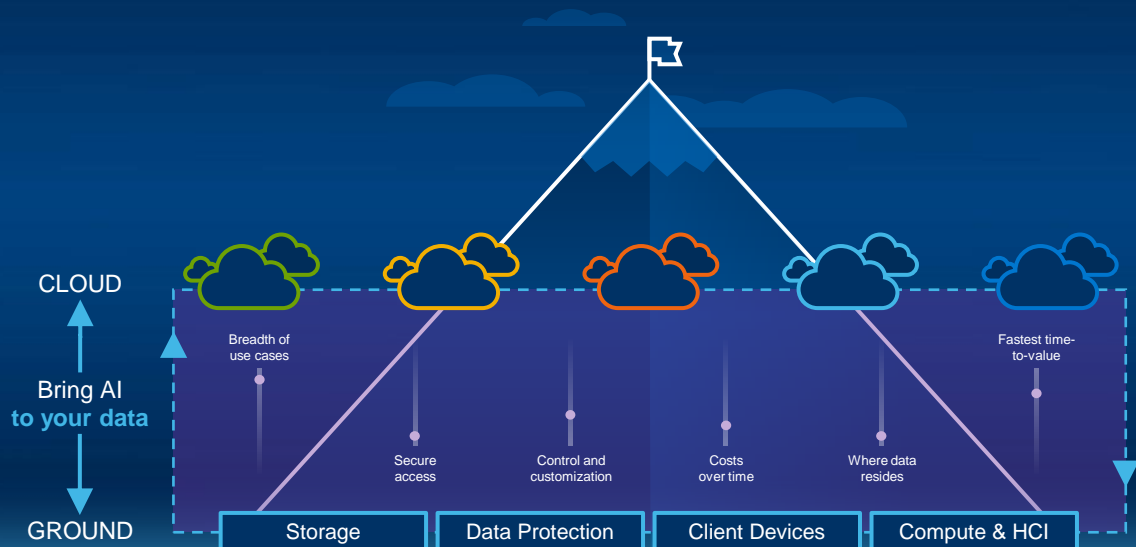 CLOUD
Bring AI
to your data
GROUND
Breadth of
use cases
Secure
access
Control and
customization
Costs
over time
Where data
resides
Fastest time-
to-value
Storage
Data Protection
Client Devices
Compute & HCI